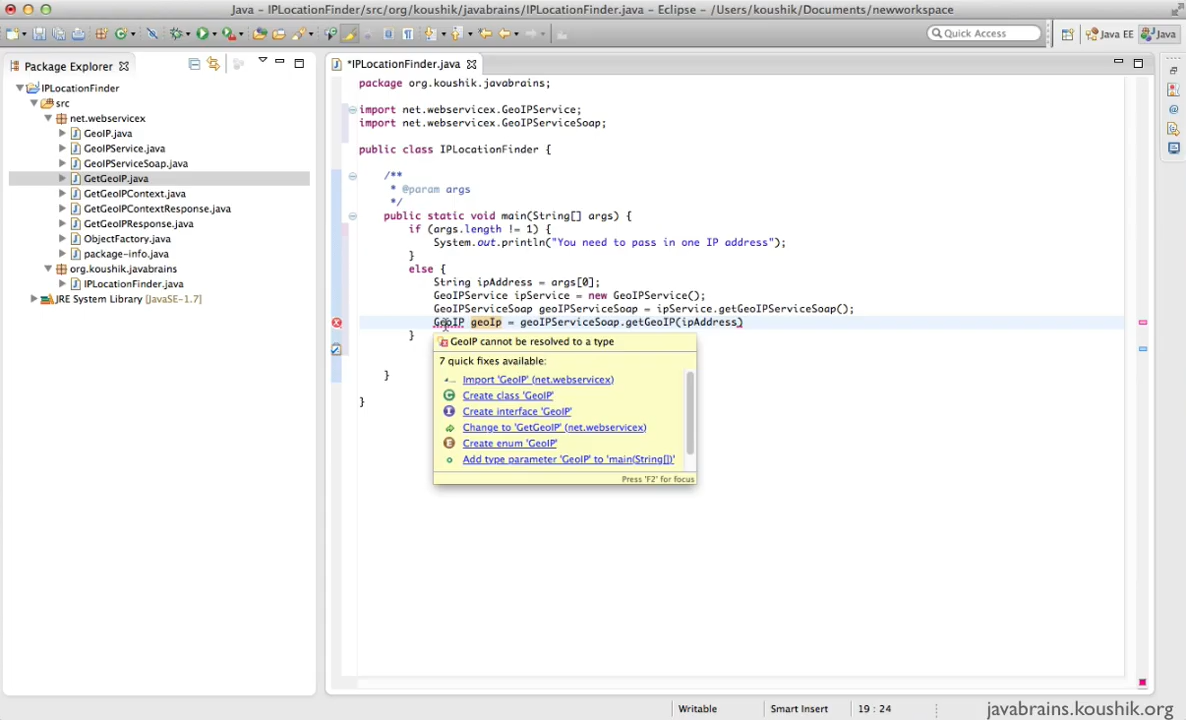 Java - IPLocationFinder/src/org/koushik/javabrains/IPLocationFinder.java - Eclipse - /Users/koushik/Documents/newworkspace
Quick Access
Java EE
Java
Package Explorer
*IPLocationFinder.java
IPLocationFinder
src
net.webservicex
GeoIP.java
GeoIPService.java
GeoIPServiceSoap.java
GetGeoIP.java
GetGeoIPContext.java
GetGeoIPContextResponse.java
GetGeoIPResponse.java
ObjectFactory.java
package-info.java
org.koushik.javabrains
IPLocationFinder.java
JRE System Library [JavaSE-1.7]
package org.koushik.javabrains;
import net.webservicex.GeoIPService;
import net.webservicex.GeoIPServiceSoap;
public class IPLocationFinder {
/**
* @param args
*/
public static void main(String[] args) {
if (args.length != 1) {
System.out.println("You need to pass in one IP address");
}
else {
String ipAddress = args[0];
GeoIPService ipService = new GeoIPService();
GeoIPServiceSoap geoIPServiceSoap = ipService.getGeoIPServiceSoap();
GeoIP geoIp = geoIPServiceSoap.getGeoIP(ipAddress)
}
GeoIP cannot be resolved to a type
7 quick fixes available:
Import 'GeoIP' (net.webservicex)
Create class 'GeoIP'
Create interface 'GeoIP'
Change to 'GetGeoIP' (net.webservicex)
Create enum 'GeoIP'
Add type parameter 'GeoIP' to 'main(String[])'
Press 'F2' for focus
}
}
Writable
Smart Insert
19 : 24
javabrains.koushik.org